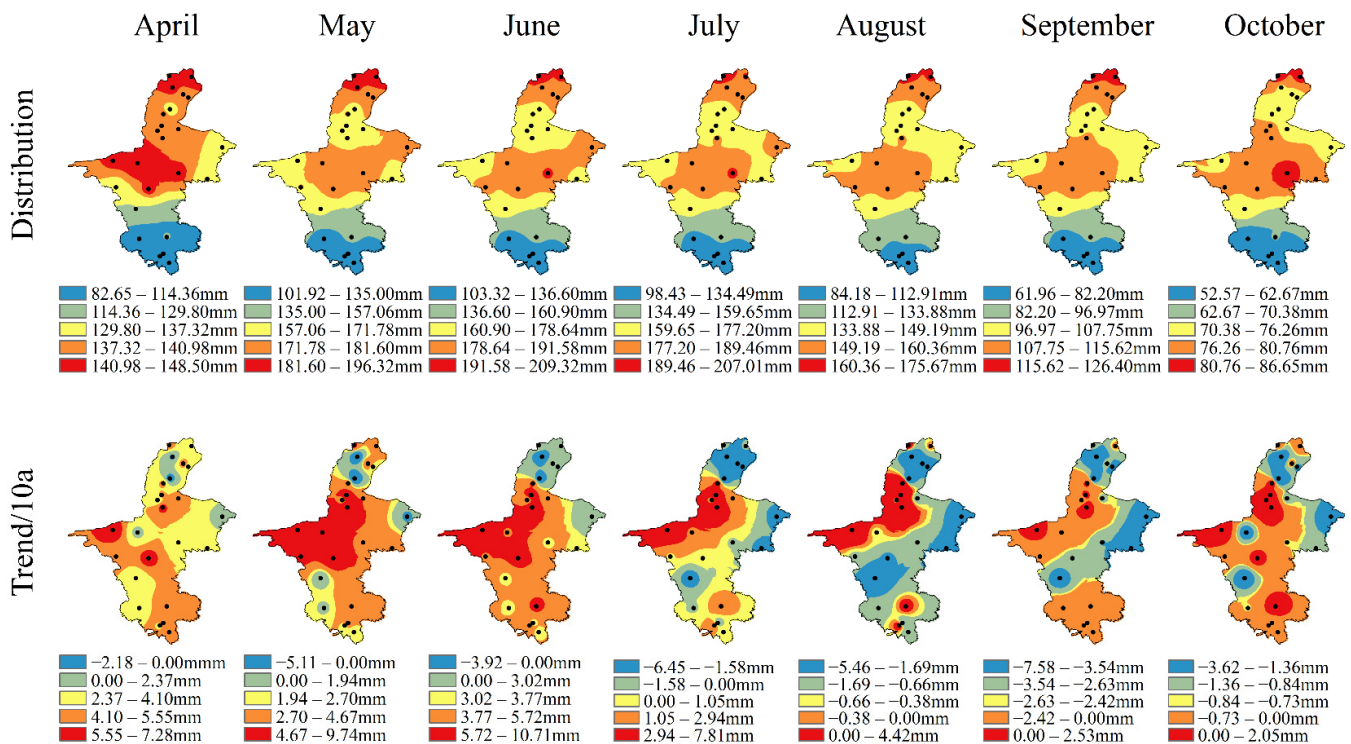 April May June July August September October
Distribution
82.65 – 114.36mm 101.92 – 135.00mm 103.32 – 136.60mm 98.43 – 134.49mm 84.18 – 112.91mm 61.96 – 82.20mm 52.57 – 62.67mm
114.36 – 129.80mm 135.00 – 157.06mm 136.60 – 160.90mm 134.49 – 159.65mm 112.91 – 133.88mm 82.20 – 96.97mm 62.67 – 70.38mm
129.80 – 137.32mm 157.06 – 171.78mm 160.90 – 178.64mm 159.65 – 177.20mm 133.88 – 149.19mm 96.97 – 107.75mm 70.38 – 76.26mm
137.32 – 140.98mm 171.78 – 181.60mm 178.64 – 191.58mm 177.20 – 189.46mm 149.19 – 160.36mm 107.75 – 115.62mm 76.26 – 80.76mm
140.98 – 148.50mm 181.60 – 196.32mm 191.58 – 209.32mm 189.46 – 207.01mm 160.36 – 175.67mm 115.62 – 126.40mm 80.76 – 86.65mm
Trend/10a
−2.18 – 0.00mmm −5.11 – 0.00mm −3.92 – 0.00mm −6.45 – −1.58mm −5.46 – −1.69mm −7.58 – −3.54mm −3.62 – −1.36mm
0.00 – 2.37mm 0.00 – 1.94mm 0.00 – 3.02mm −1.58 – 0.00mm −1.69 – −0.66mm −3.54 – −2.63mm −1.36 – −0.84mm
2.37 – 4.10mm 1.94 – 2.70mm 3.02 – 3.77mm 0.00 – 1.05mm −0.66 – −0.38mm −2.63 – −2.42mm −0.84 – −0.73mm
4.10 – 5.55mm 2.70 – 4.67mm 3.77 – 5.72mm 1.05 – 2.94mm −0.38 – 0.00mm −2.42 – 0.00mm −0.73 – 0.00mm
5.55 – 7.28mm 4.67 – 9.74mm 5.72 – 10.71mm 2.94 – 7.81mm 0.00 – 4.42mm 0.00 – 2.53mm 0.00 – 2.05mm